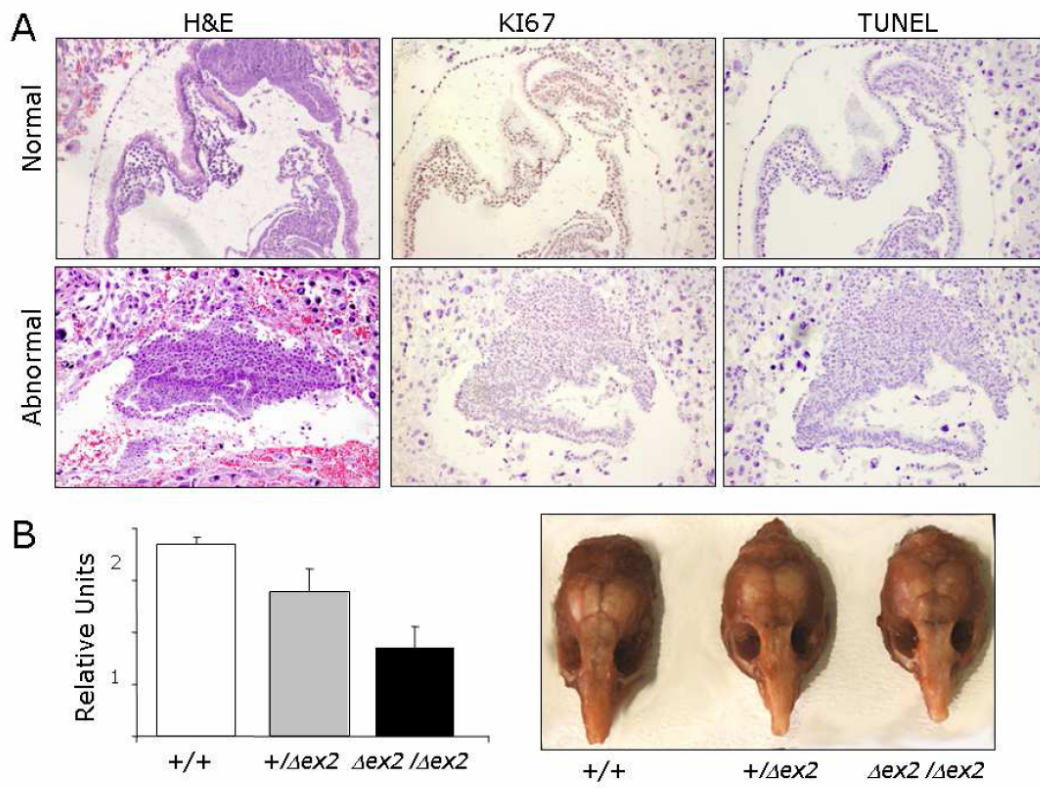 A
H&E
KI67
TUNEL
Normal
Abnormal
B
Relative Units
2
1
+/+
+/Δex2
Δex2 /Δex2
+/+
+/Δex2
Δex2 /Δex2